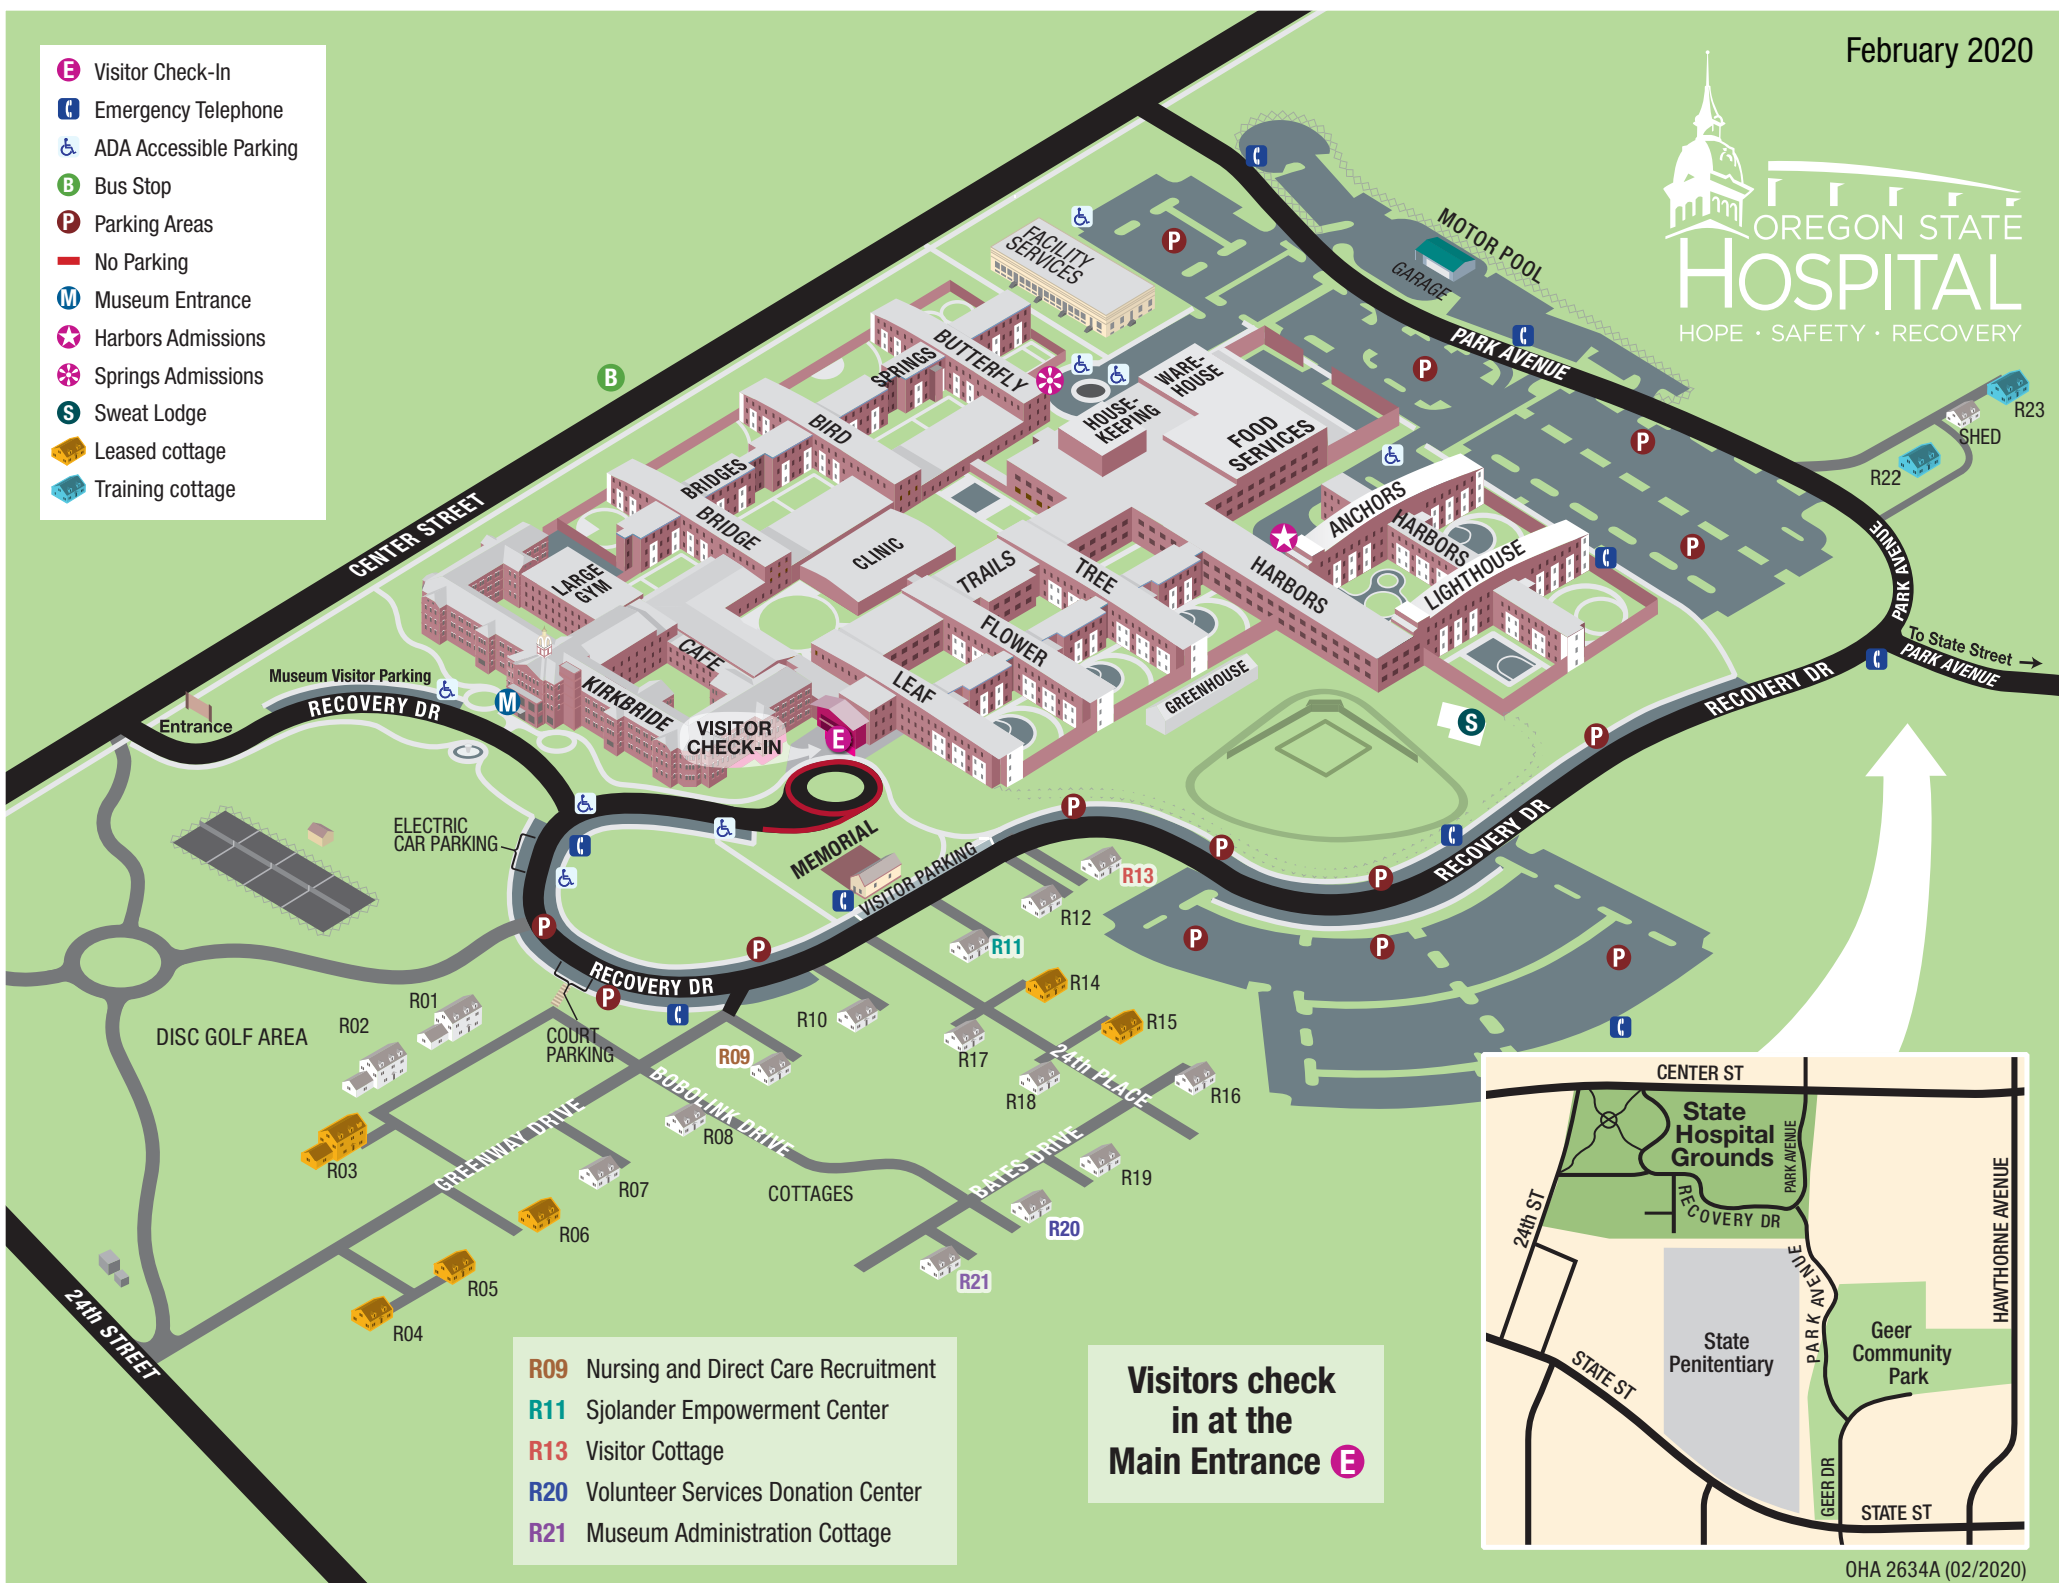 February 2020
E Visitor Check-In
Emergency Telephone
ADA Accessible Parking
B Bus Stop
P Parking Areas
No Parking
M Museum Entrance
Harbors Admissions
Springs Admissions
S Sweat Lodge
Leased cottage
Training cottage
OREGON STATE
HOSPITAL
HOPE · SAFETY · RECOVERY
MOTOR POOL
GARAGE
PARK AVENUE
FACILITY
SERVICES
P
P
P
P
B
BUTTERFLY
SPRINGS
BIRD
BRIDGES
BRIDGE
WARE-
HOUSE
HOUSE-
KEEPING
FOOD
SERVICES
R23
SHED
R22
CENTER STREET
LARGE
GYM
CLINIC
TRAILS
TREE
ANCHORS
HARBORS
LIGHTHOUSE
HARBORS
PARK AVENUE
PARK AVENUE
To State Street
PARK AVENUE
FLOWER
LEAF
CAFE
KIRKBRIDE
GREENHOUSE
VISITOR
CHECK-IN
E
M
S
Museum Visitor Parking
RECOVERY DR
Entrance
RECOVERY DR
RECOVERY DR
P
P
P
P
ELECTRIC
CAR PARKING
MEMORIAL
VISITOR PARKING
R13
R12
R11
P
P
P
P
P
RECOVERY DR
P
R14
R15
R10
R17
R09
R18
R16
24th PLACE
R01
R02
DISC GOLF AREA
COURT
PARKING
BOBOLINK DRIVE
R08
GREENWAY DRIVE
R03
R07
R06
R05
R04
COTTAGES
BATES DRIVE
R19
R20
R21
24th STREET
R09 Nursing and Direct Care Recruitment
R11 Sjolander Empowerment Center
R13 Visitor Cottage
R20 Volunteer Services Donation Center
R21 Museum Administration Cottage
Visitors check
in at the
Main Entrance E
CENTER ST
State
Hospital
Grounds
PARK AVENUE
RECOVERY DR
24th ST
HAWTHORNE AVENUE
PARK AVENUE
State
Penitentiary
Geer
Community
Park
STATE ST
GEER DR
STATE ST
OHA 2634A (02/2020)